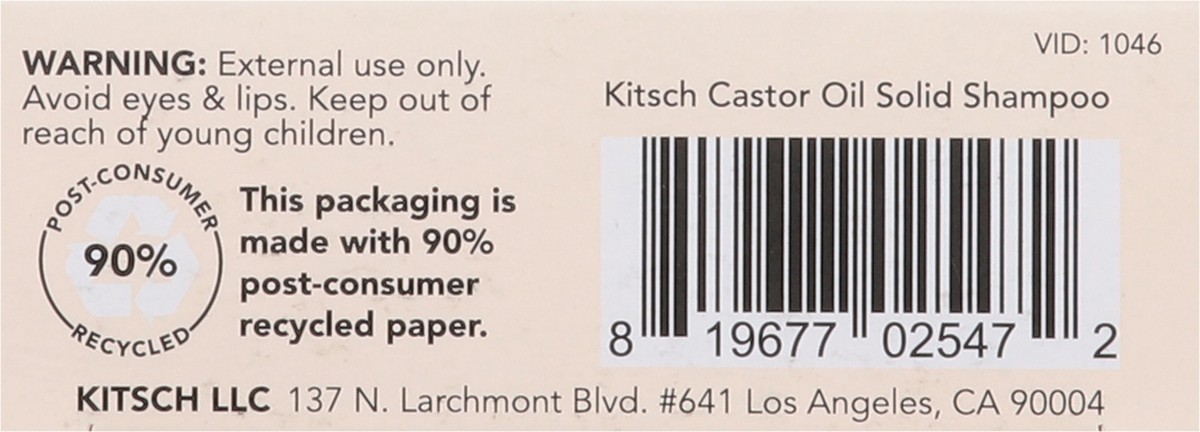 VID: 1046
WARNING: External use only.
Avoid eyes & lips. Keep out of
reach of young children.
Kitsch Castor Oil Solid Shampoo
POST-CONSUMER
90%
RECYCLED
This packaging is
made with 90%
post-consumer
recycled paper.
8 19677 02547 2
KITSCH LLC 137 N. Larchmont Blvd. #641 Los Angeles, CA 90004